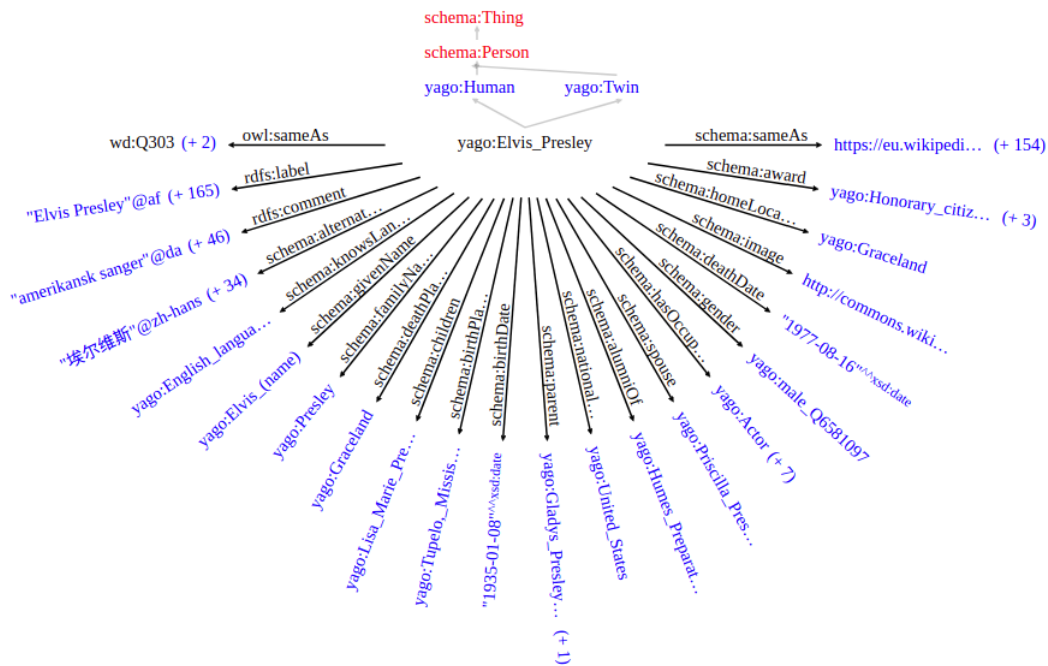 schema:Thing
schema:Person
yago:Human
yago:Twin
yago:Elvis_Presley
owl:sameAs
wd:Q303 (+ 2)
rdfs:label
"Elvis Presley"@af (+ 165)
rdfs:comment
"amerikansk sanger"@da (+ 46)
schema:alternat…
"埃尔维斯"@zh-hans (+ 34)
schema:knowsLan…
yago:English_langua…
schema:givenName
yago:Elvis_(name)
schema:familyNa…
yago:Presley
schema:deathPla…
yago:Graceland
schema:children
yago:Lisa_Marie_Pre…
schema:birthPla…
yago:Tupelo,_Missis…
schema:birthDate
"1935-01-08"^^xsd:date
schema:parent
yago:Gladys_Presley… (+ 1)
schema:national…
yago:United_States
schema:alumniOf
yago:Humes_Preparat…
schema:spouse
yago:Priscilla_Pres…
schema:hasOccup…
yago:Actor (+ 7)
schema:gender
yago:male_Q6581097
schema:deathDate
"1977-08-16"^^xsd:date
schema:image
http://commons.wiki…
schema:homeLoca…
yago:Graceland
schema:award
yago:Honorary_citiz… (+ 3)
schema:sameAs
https://eu.wikipedi… (+ 154)